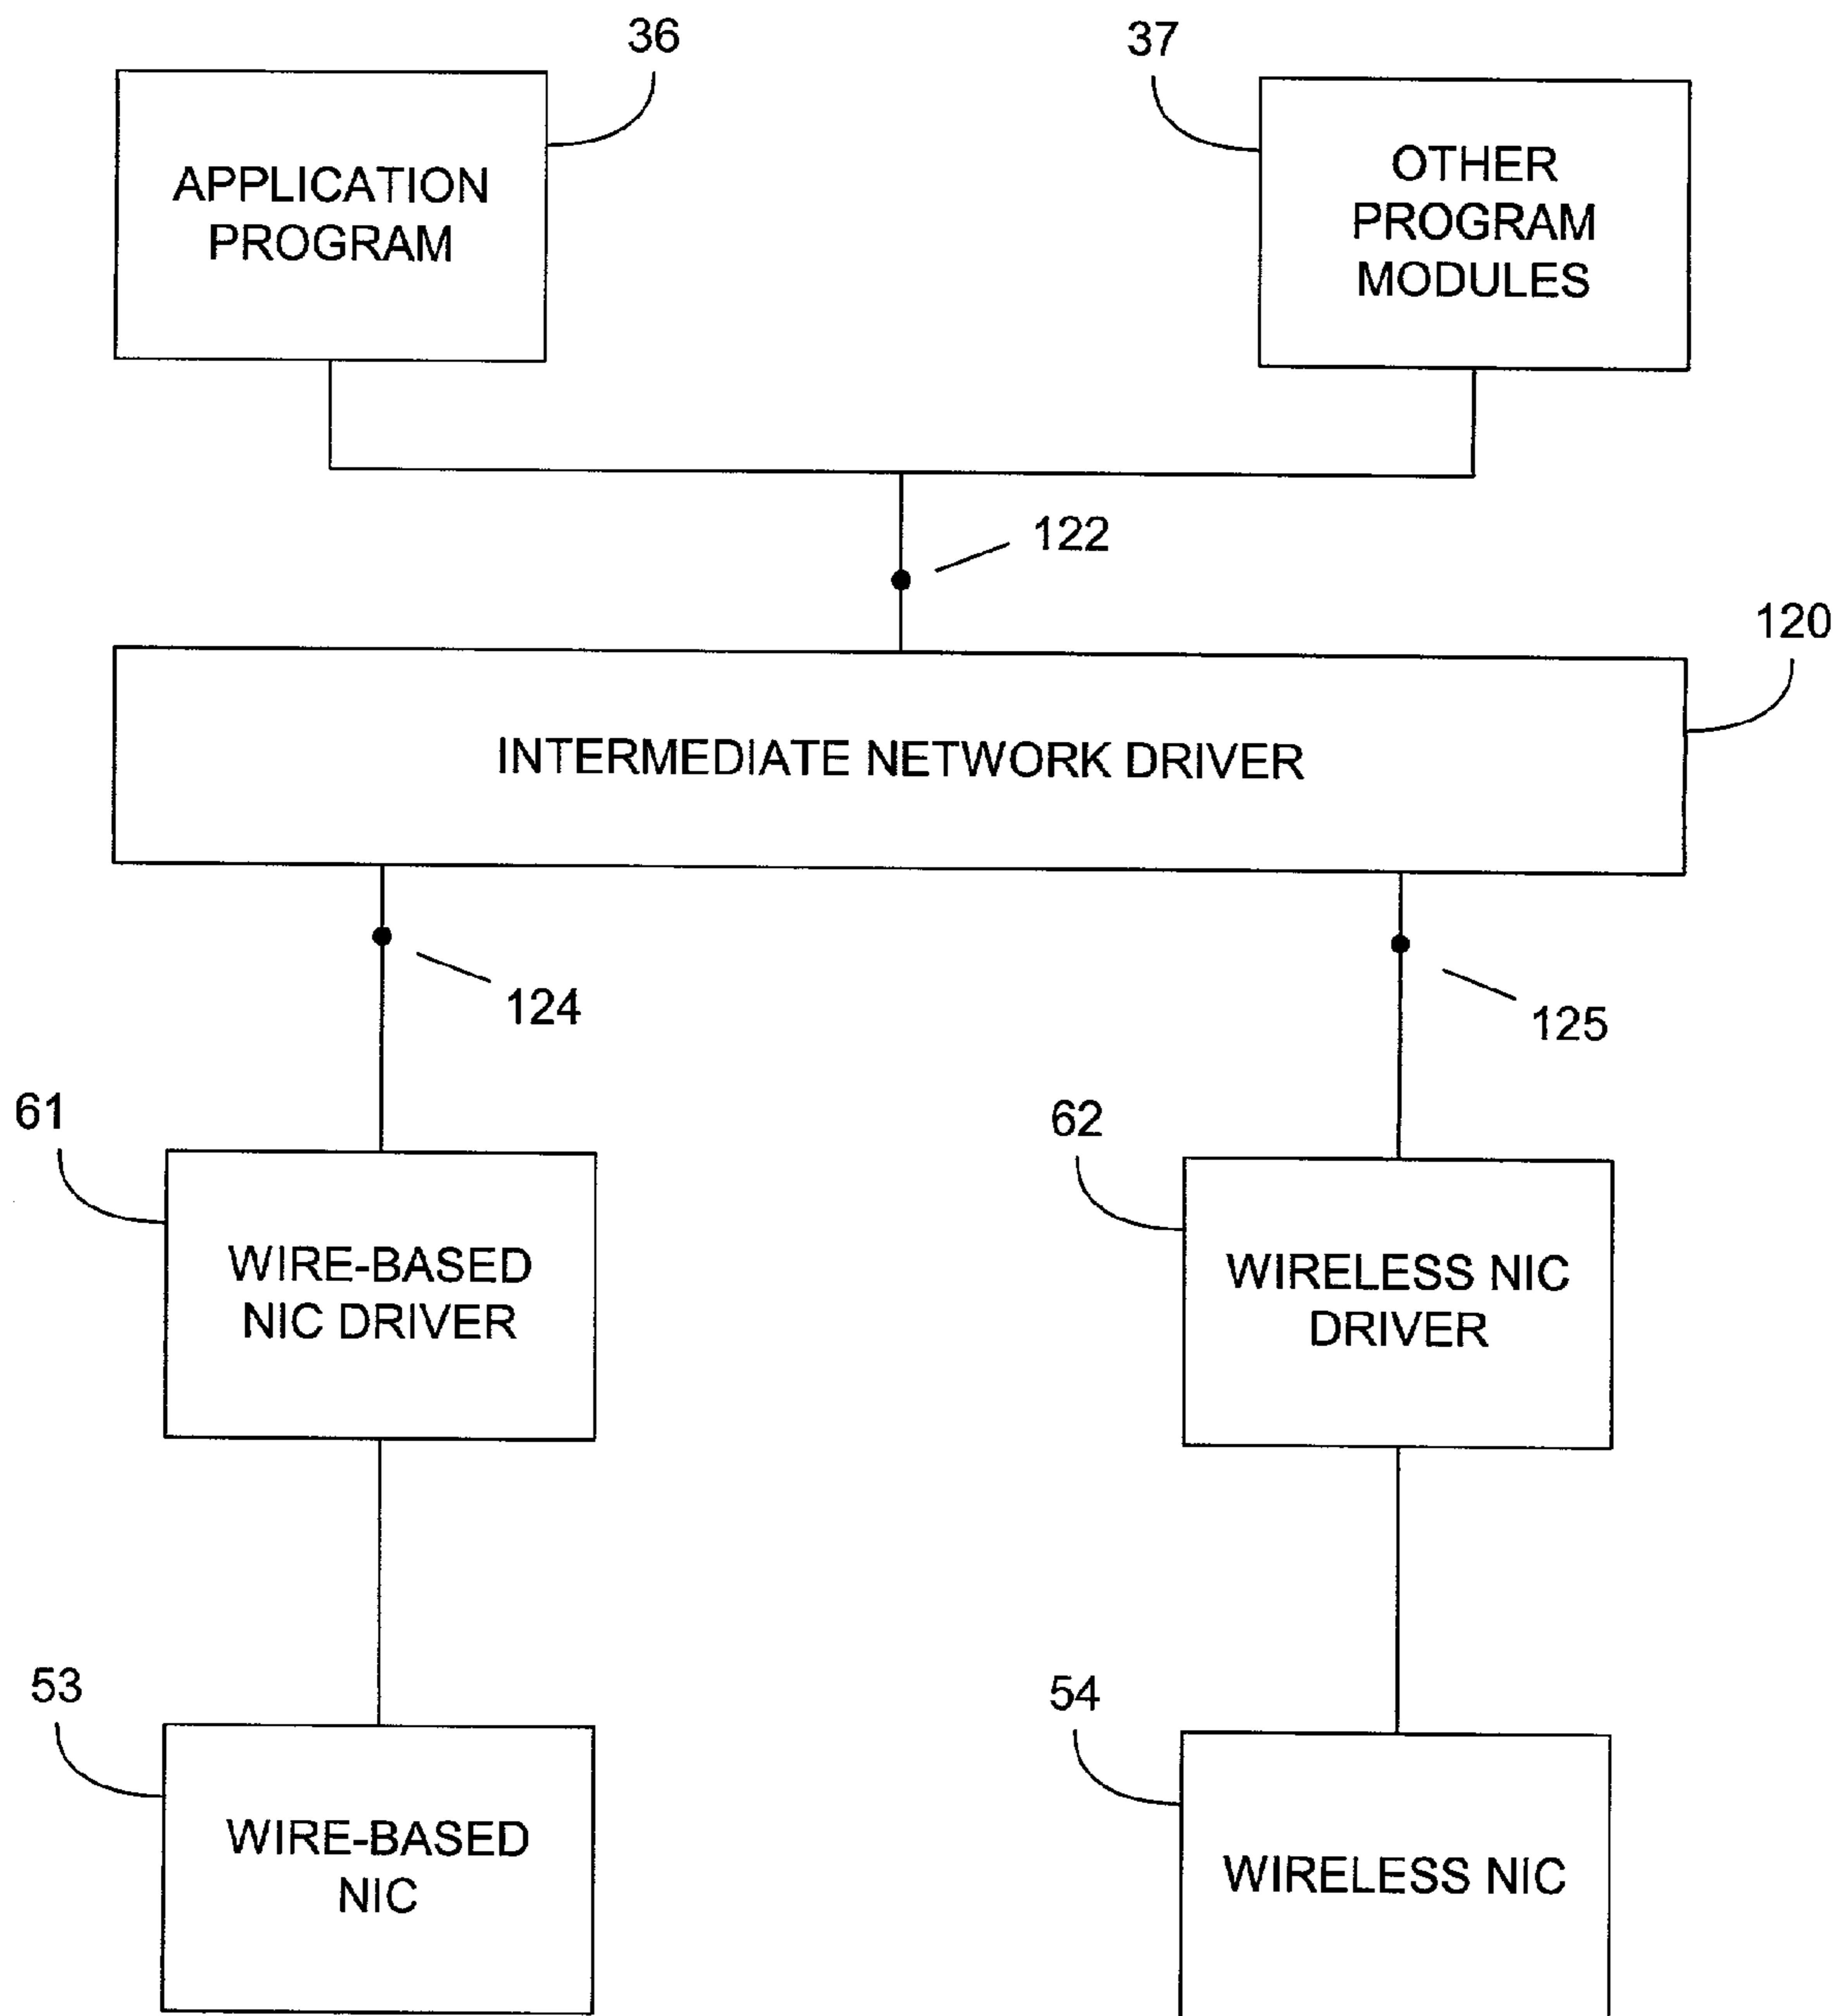 36
37
APPLICATION
PROGRAM
OTHER
PROGRAM
MODULES
122
120
INTERMEDIATE NETWORK DRIVER
124
125
61
62
WIRE-BASED
NIC DRIVER
WIRELESS NIC
DRIVER
53
54
WIRE-BASED
NIC
WIRELESS NIC